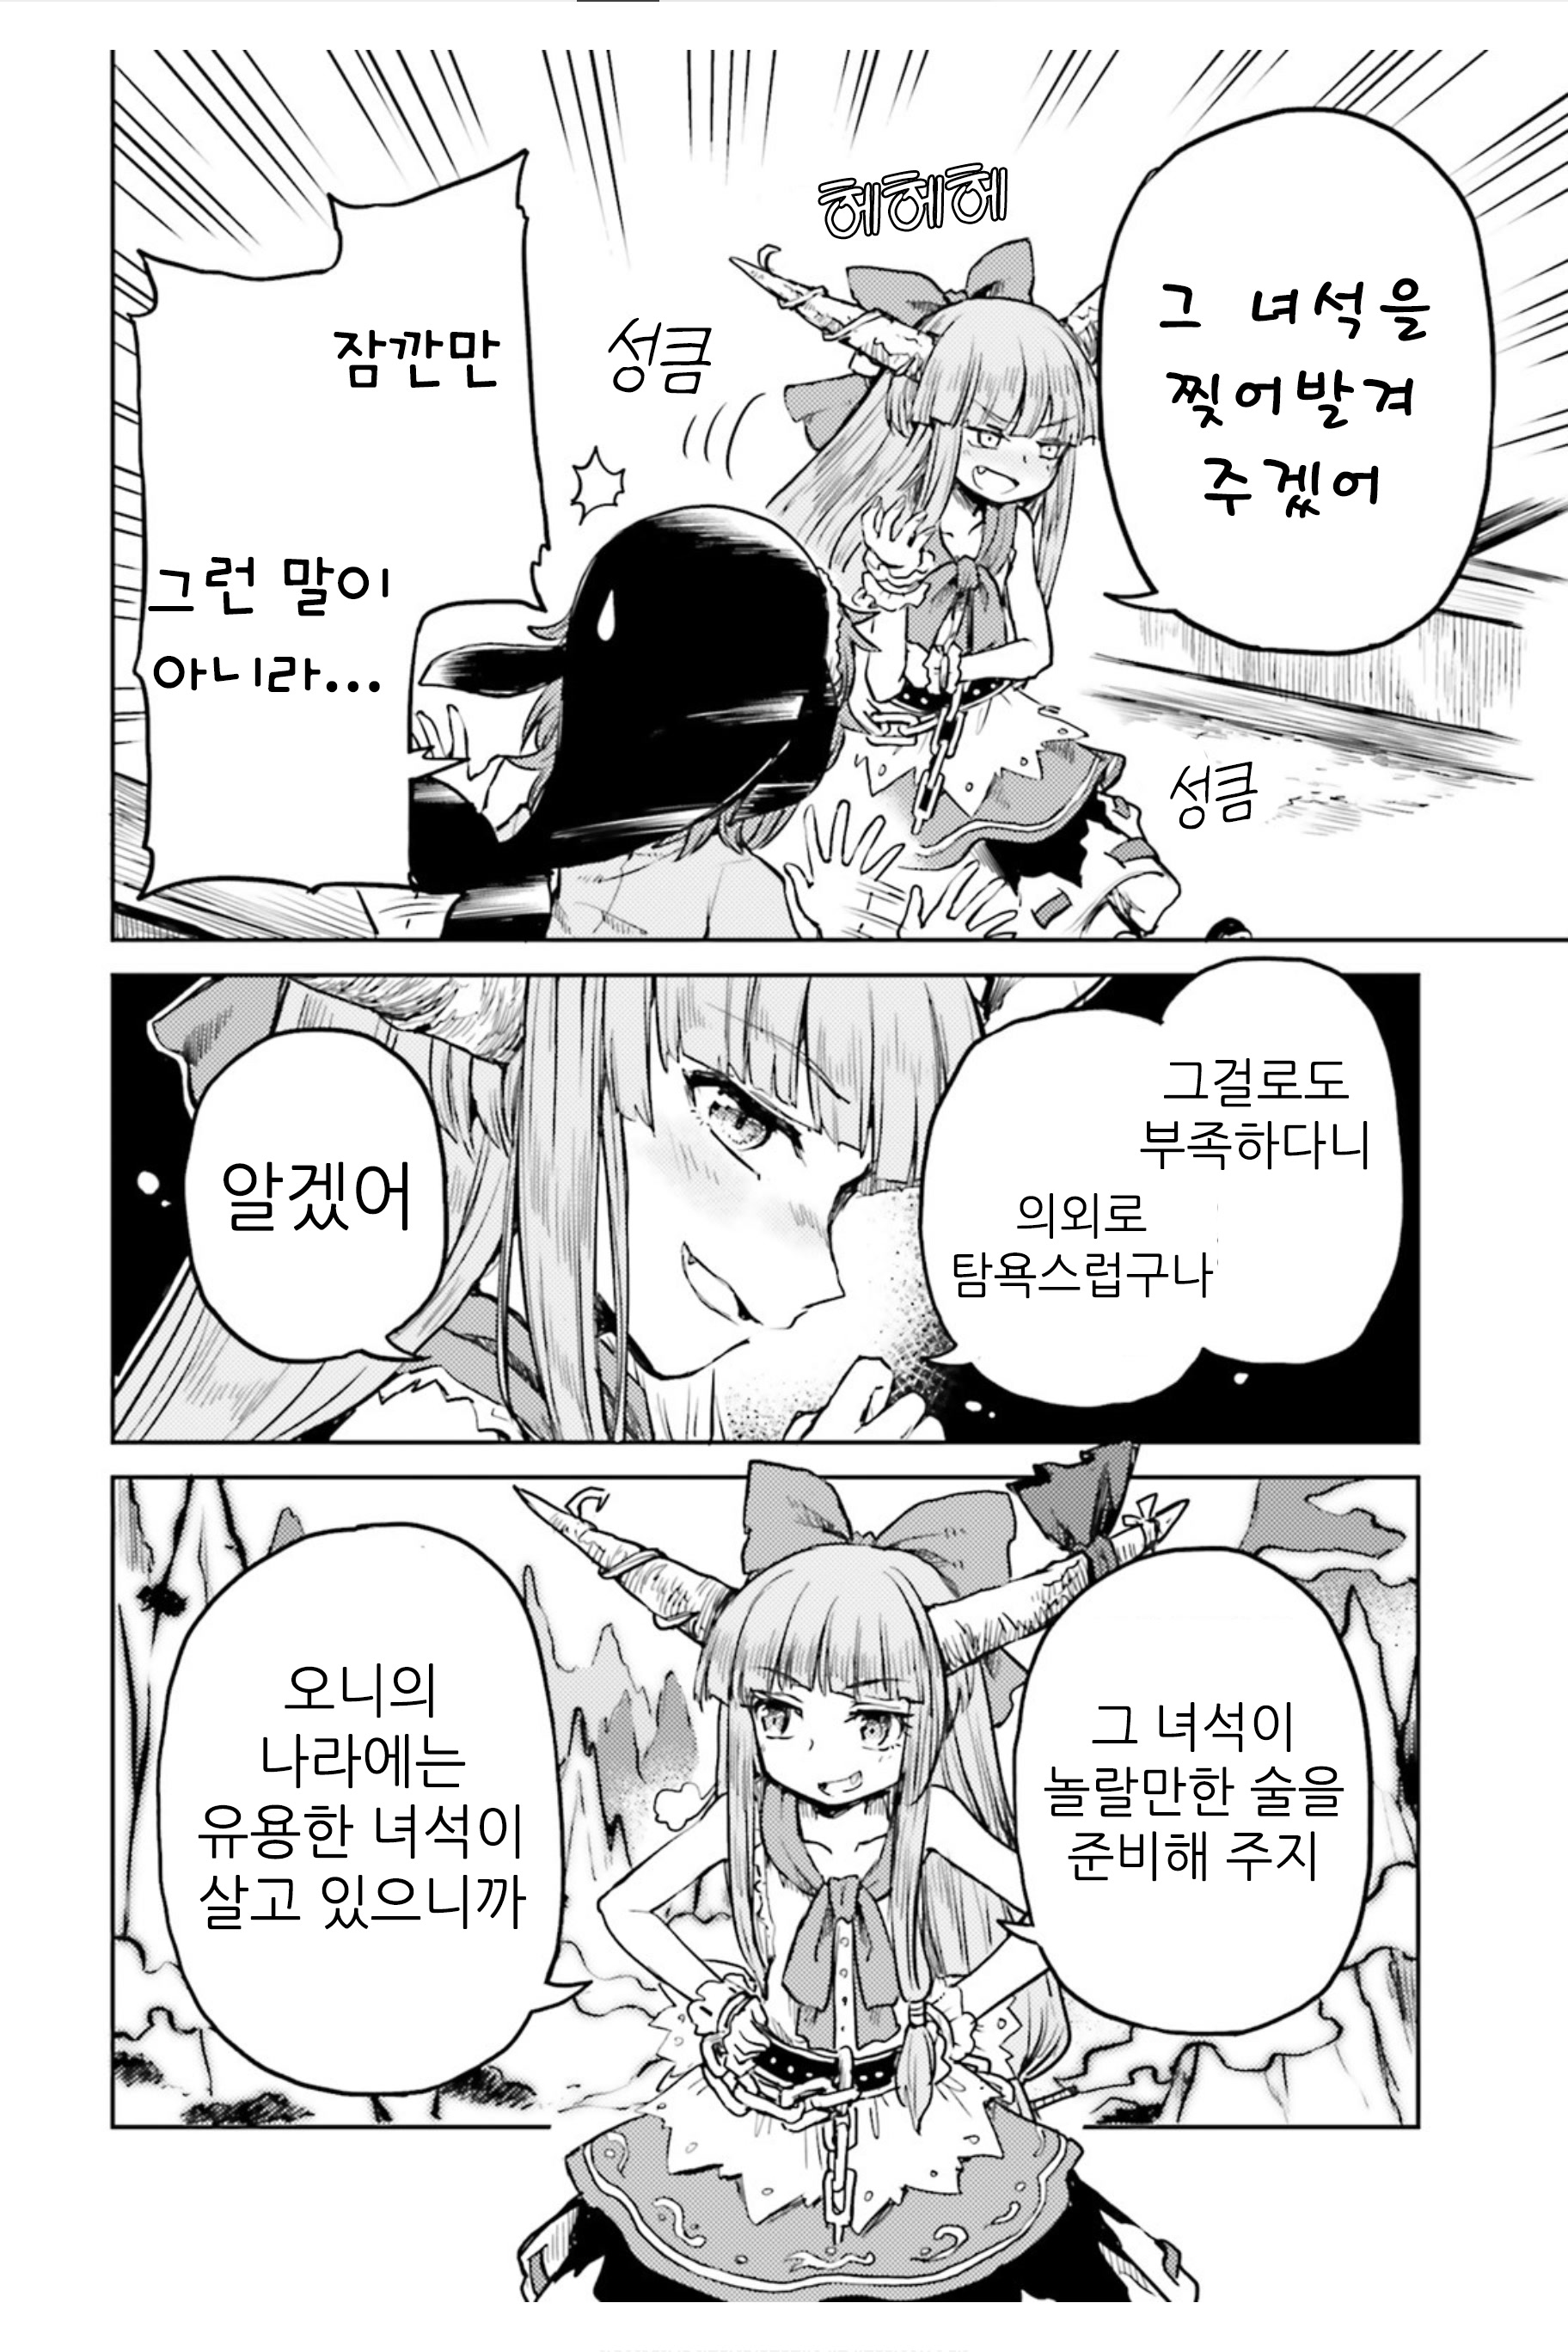 그 녀석을
찢어발겨
주겠어
헤헤헤
성큼
성큼
잠깐만
그런 말이
아니라...
그걸로도
부족하다니
의외로
탐욕스럽구나
알겠어
그 녀석이
놀랄만한 술을
준비해 주지
오니의
나라에는
유용한 녀석이
살고 있으니까